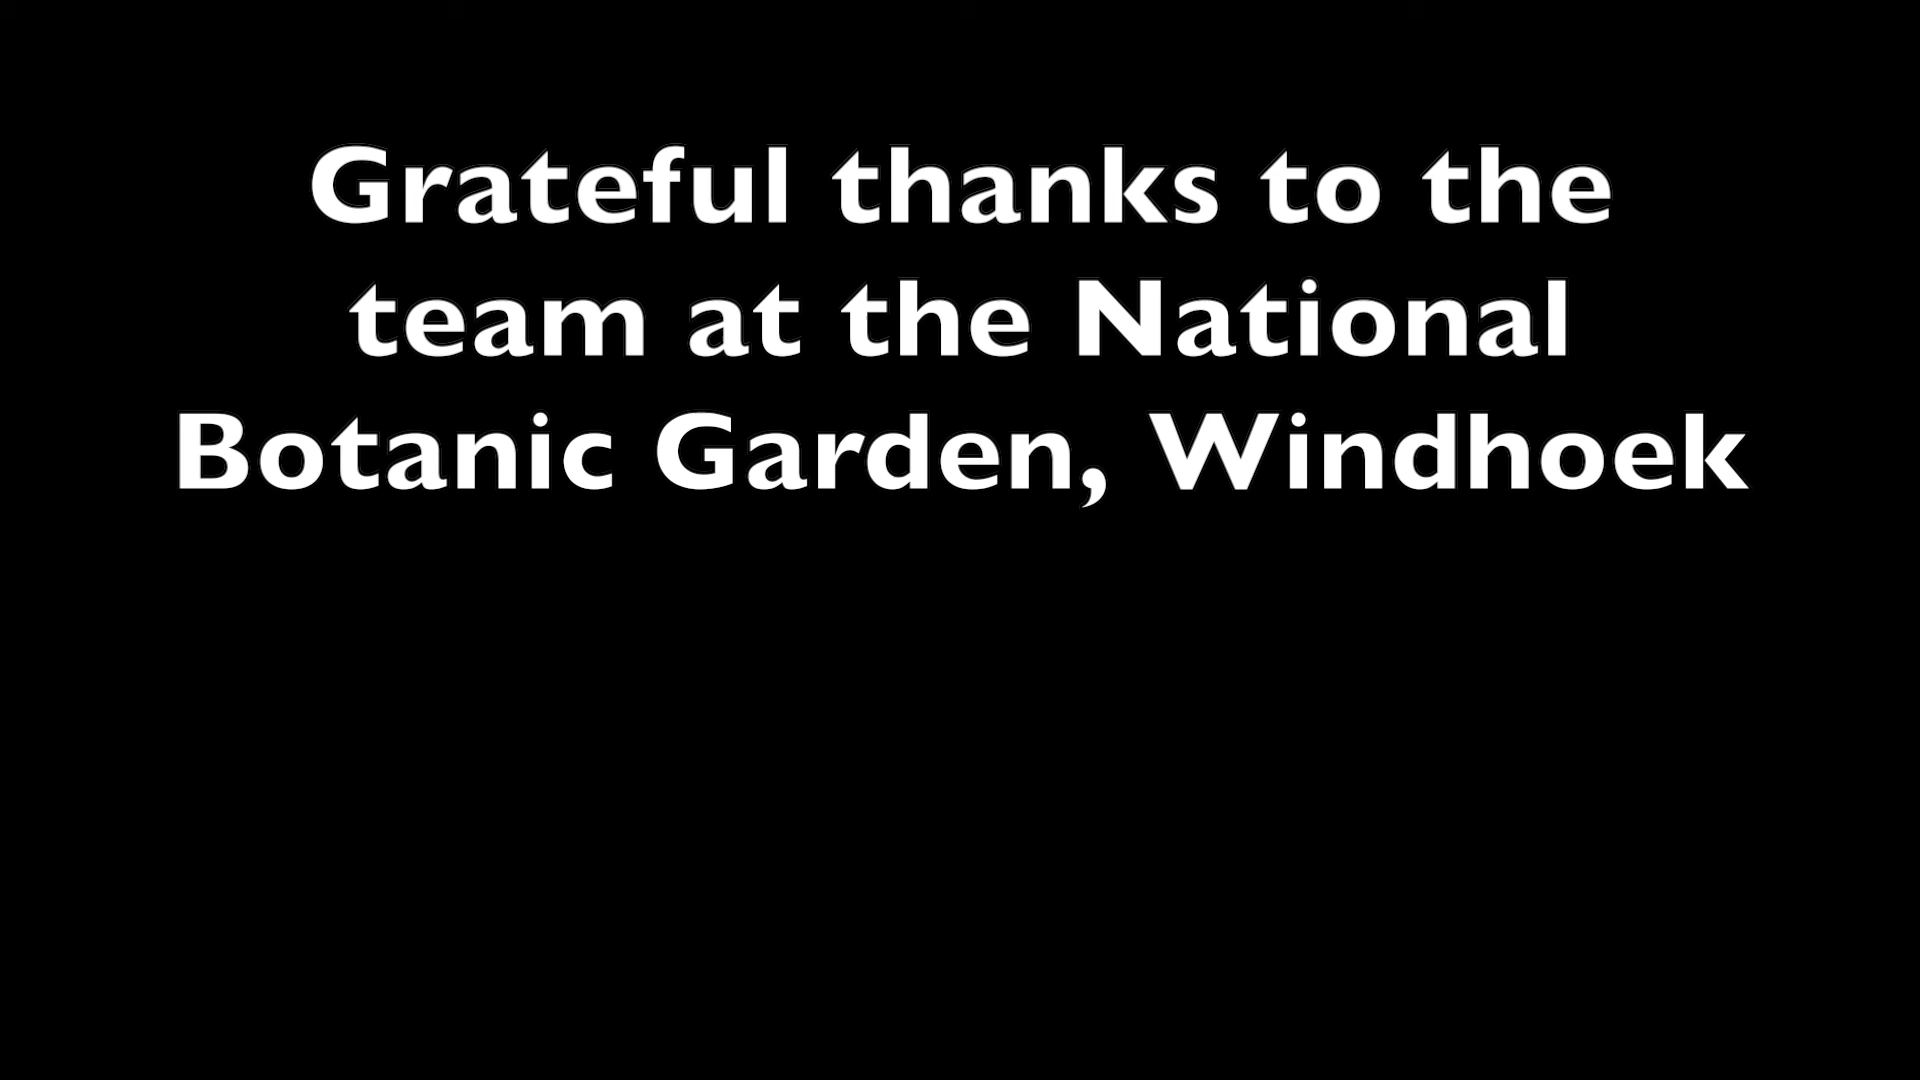 Grateful thanks to the
team at the National
Botanic Garden, Windhoek